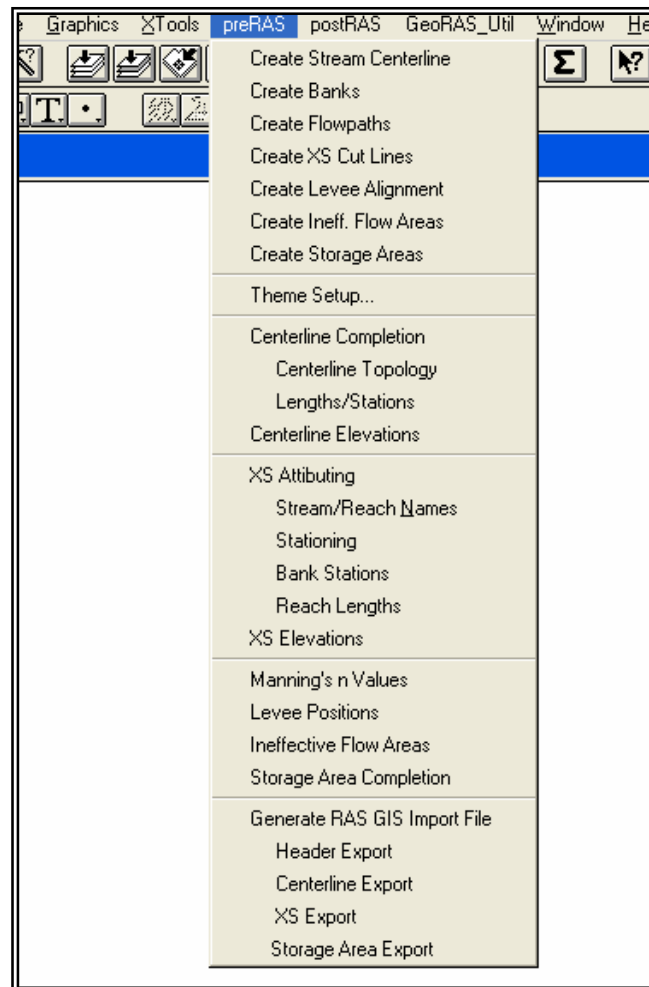 Graphics XTools preRAS postRAS GeoRAS_Util Window He
Σ ?
T
Create Stream Centerline
Create Banks
Create Flowpaths
Create XS Cut Lines
Create Levee Alignment
Create Ineff. Flow Areas
Create Storage Areas
Theme Setup...
Centerline Completion
Centerline Topology
Lengths/Stations
Centerline Elevations
XS Attibuting
Stream/Reach Names
Stationing
Bank Stations
Reach Lengths
XS Elevations
Manning's n Values
Levee Positions
Ineffective Flow Areas
Storage Area Completion
Generate RAS GIS Import File
Header Export
Centerline Export
XS Export
Storage Area Export